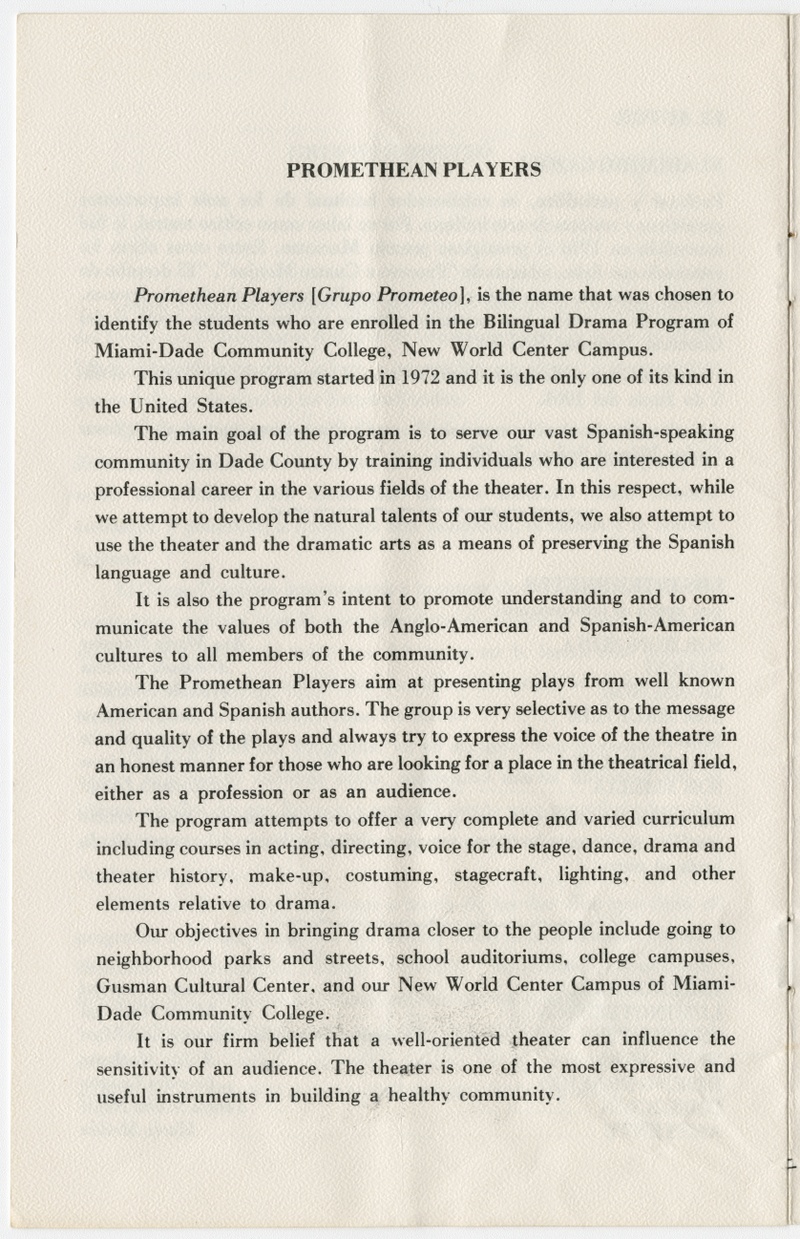 PROMETHEAN PLAYERS
Promethean Players [Grupo Prometeo], is the name that was chosen to
identify the students who are enrolled in the Bilingual Drama Program of
Miami-Dade Community College, New World Center Campus.
This unique program started in 1972 and it is the only one of its kind in
the United States.
The main goal of the program is to serve our vast Spanish-speaking
community in Dade County by training individuals who are interested in a
professional career in the various fields of the theater. In this respect, while
we attempt to develop the natural talents of our students, we also attempt to
use the theater and the dramatic arts as a means of preserving the Spanish
language and culture.
It is also the program's intent to promote understanding and to com-
municate the values of both the Anglo-American and Spanish-American
cultures to all members of the community.
The Promethean Players aim at presenting plays from well known
American and Spanish authors. The group is very selective as to the message
and quality of the plays and always try to express the voice of the theatre in
an honest manner for those who are looking for a place in the theatrical field,
either as a profession or as an audience.
The program attempts to offer a very complete and varied curriculum
including courses in acting, directing, voice for the stage, dance, drama and
theater history, make-up, costuming, stagecraft, lighting, and other
elements relative to drama.
Our objectives in bringing drama closer to the people include going to
neighborhood parks and streets, school auditoriums, college campuses,
Gusman Cultural Center, and our New World Center Campus of Miami-
Dade Community College.
It is our firm belief that a well-oriented theater can influence the
sensitivity of an audience. The theater is one of the most expressive and
useful instruments in building a healthy community.